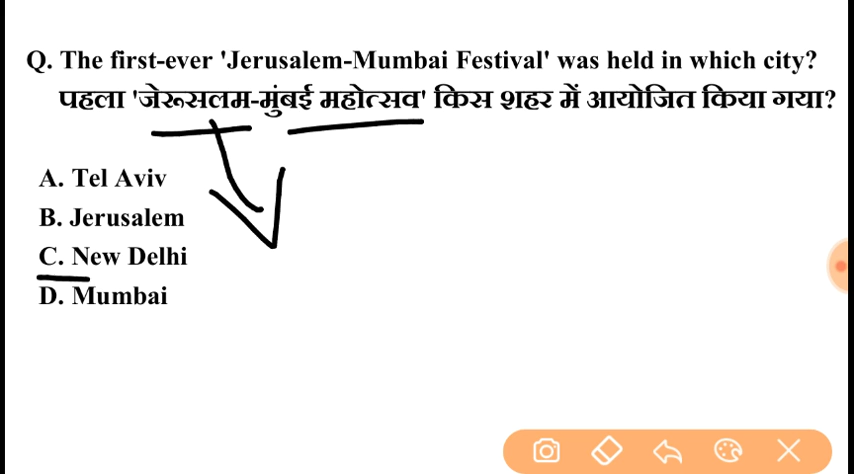 Q. The first-ever 'Jerusalem-Mumbai Festival' was held in which city?
पहला 'जेरूसलम-मुंबई महोत्सव' किस शहर में आयोजित किया गया?
A. Tel Aviv
B. Jerusalem
C. New Delhi
D. Mumbai